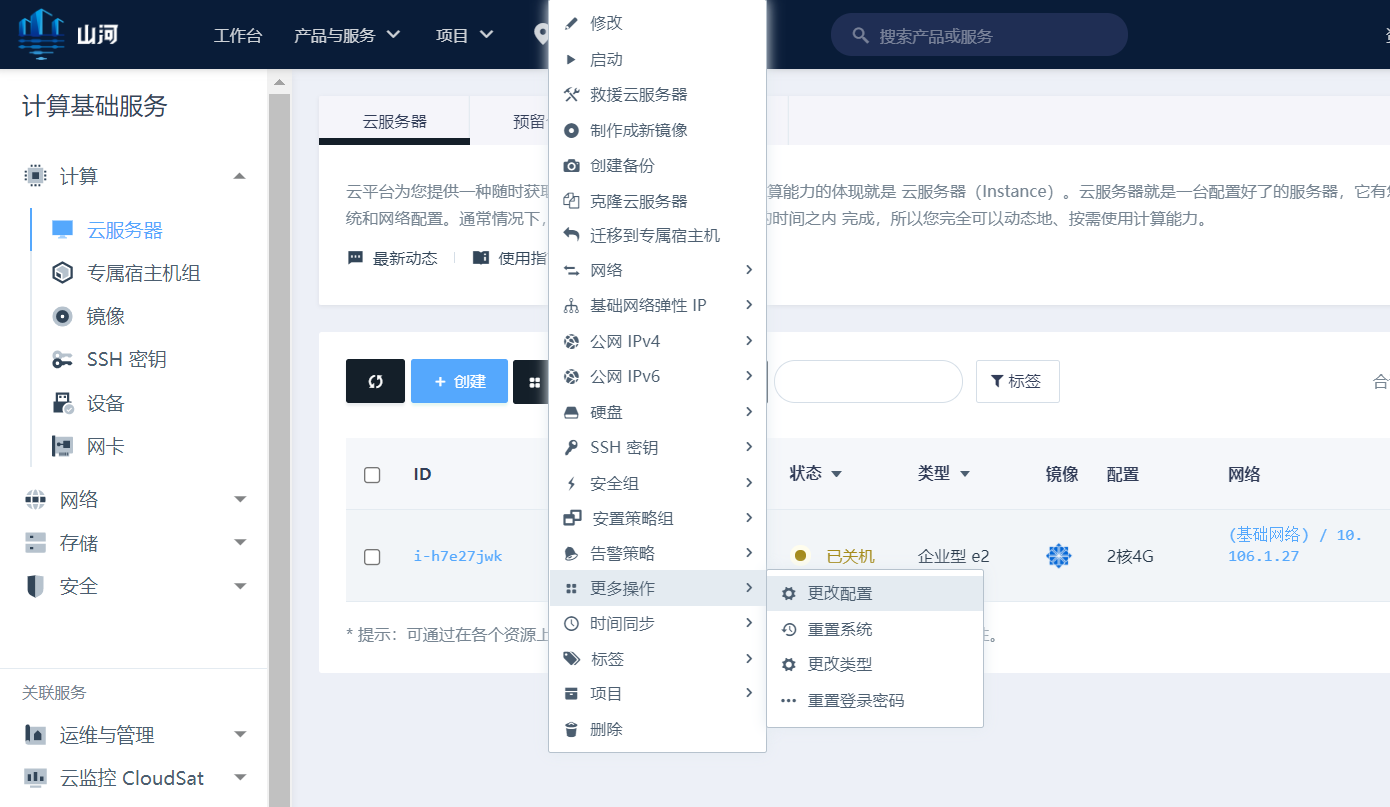 山河
工作台
产品与服务
项目
搜索产品或服务
计算基础服务
计算
云服务器
专属宿主机组
镜像
SSH 密钥
设备
网卡
网络
存储
安全
关联服务
运维与管理
云监控 CloudSat
云服务器
预留
云平台为您提供一种随时获取
算能力的体现就是 云服务器（Instance）。云服务器就是一台配置好了的服务器，它有您
统和网络配置。通常情况下，
的时间之内 完成，所以您完全可以动态地、按需使用计算能力。
最新动态
使用指
+ 创建
标签
合
ID
状态
类型
镜像
配置
网络
i-h7e27jwk
已关机
企业型 e2
2核4G
(基础网络) / 10.
106.1.27
* 提示：可通过在各个资源上
修改
启动
救援云服务器
制作成新镜像
创建备份
克隆云服务器
迁移到专属宿主机
网络
基础网络弹性 IP
公网 IPv4
公网 IPv6
硬盘
SSH 密钥
安全组
安置策略组
告警策略
更多操作
时间同步
标签
项目
删除
更改配置
重置系统
更改类型
重置登录密码